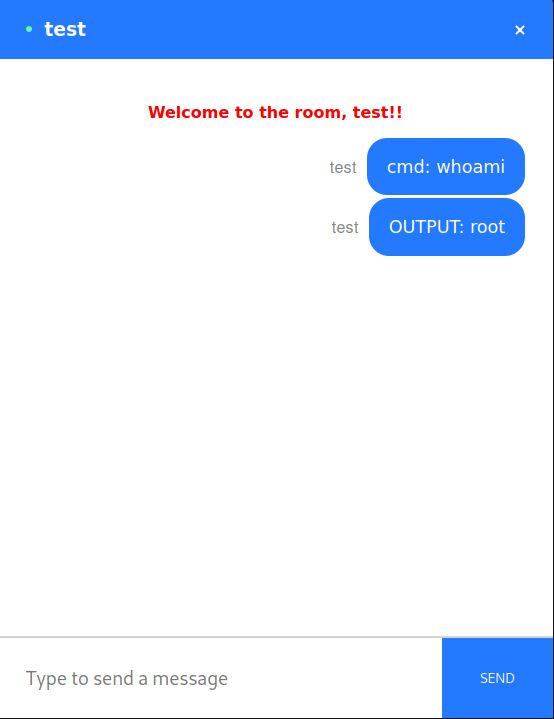 test ×
Welcome to the room, test!!
test cmd: whoami
test OUTPUT: root
Type to send a message SEND